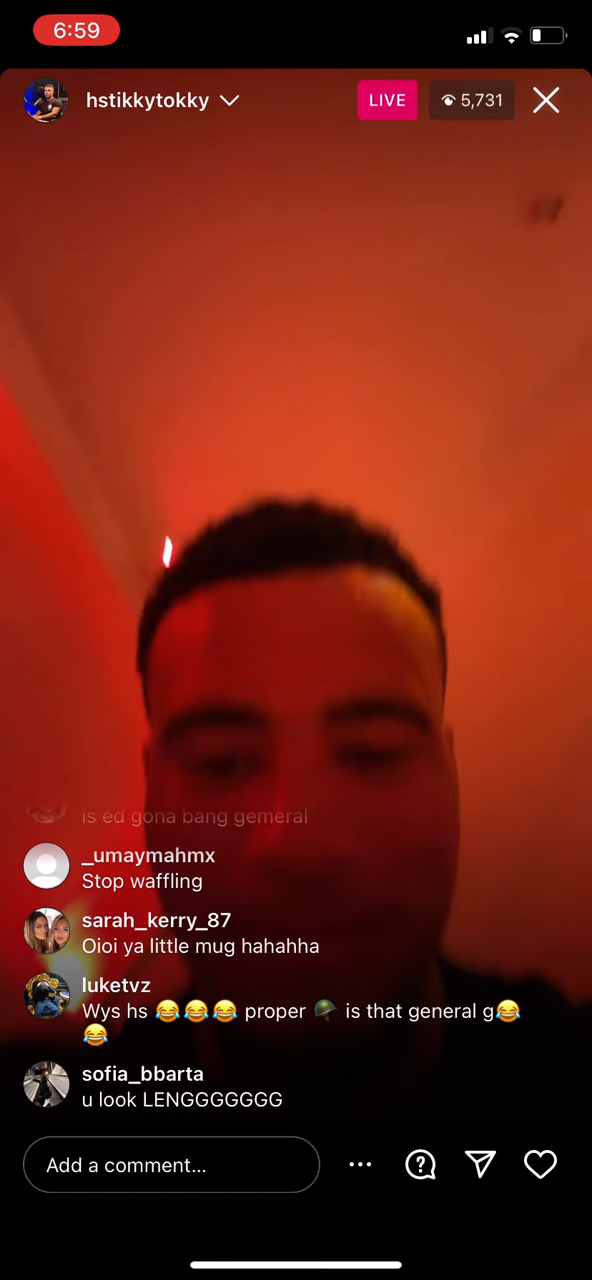 6:59
hstikkytokky
LIVE
5,731
is ed gona bang gemeral
_umaymahmx
Stop waffling
sarah_kerry_87
Oioi ya little mug hahahha
luketvz
Wys hs 😂😂😂 proper 🪖 is that general g😂
😂
sofia_bbarta
u look LENGGGGGGG
Add a comment...